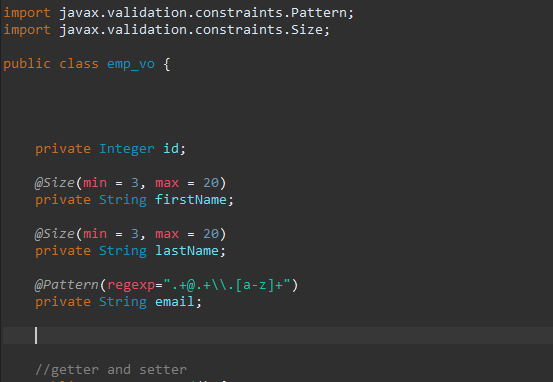 import javax.validation.constraints.Pattern;
import javax.validation.constraints.Size;
public class emp_vo {
private Integer id;
@Size(min = 3, max = 20)
private String firstName;
@Size(min = 3, max = 20)
private String lastName;
@Pattern(regexp=".+@.+\\.[a-z]+")
private String email;
//getter and setter